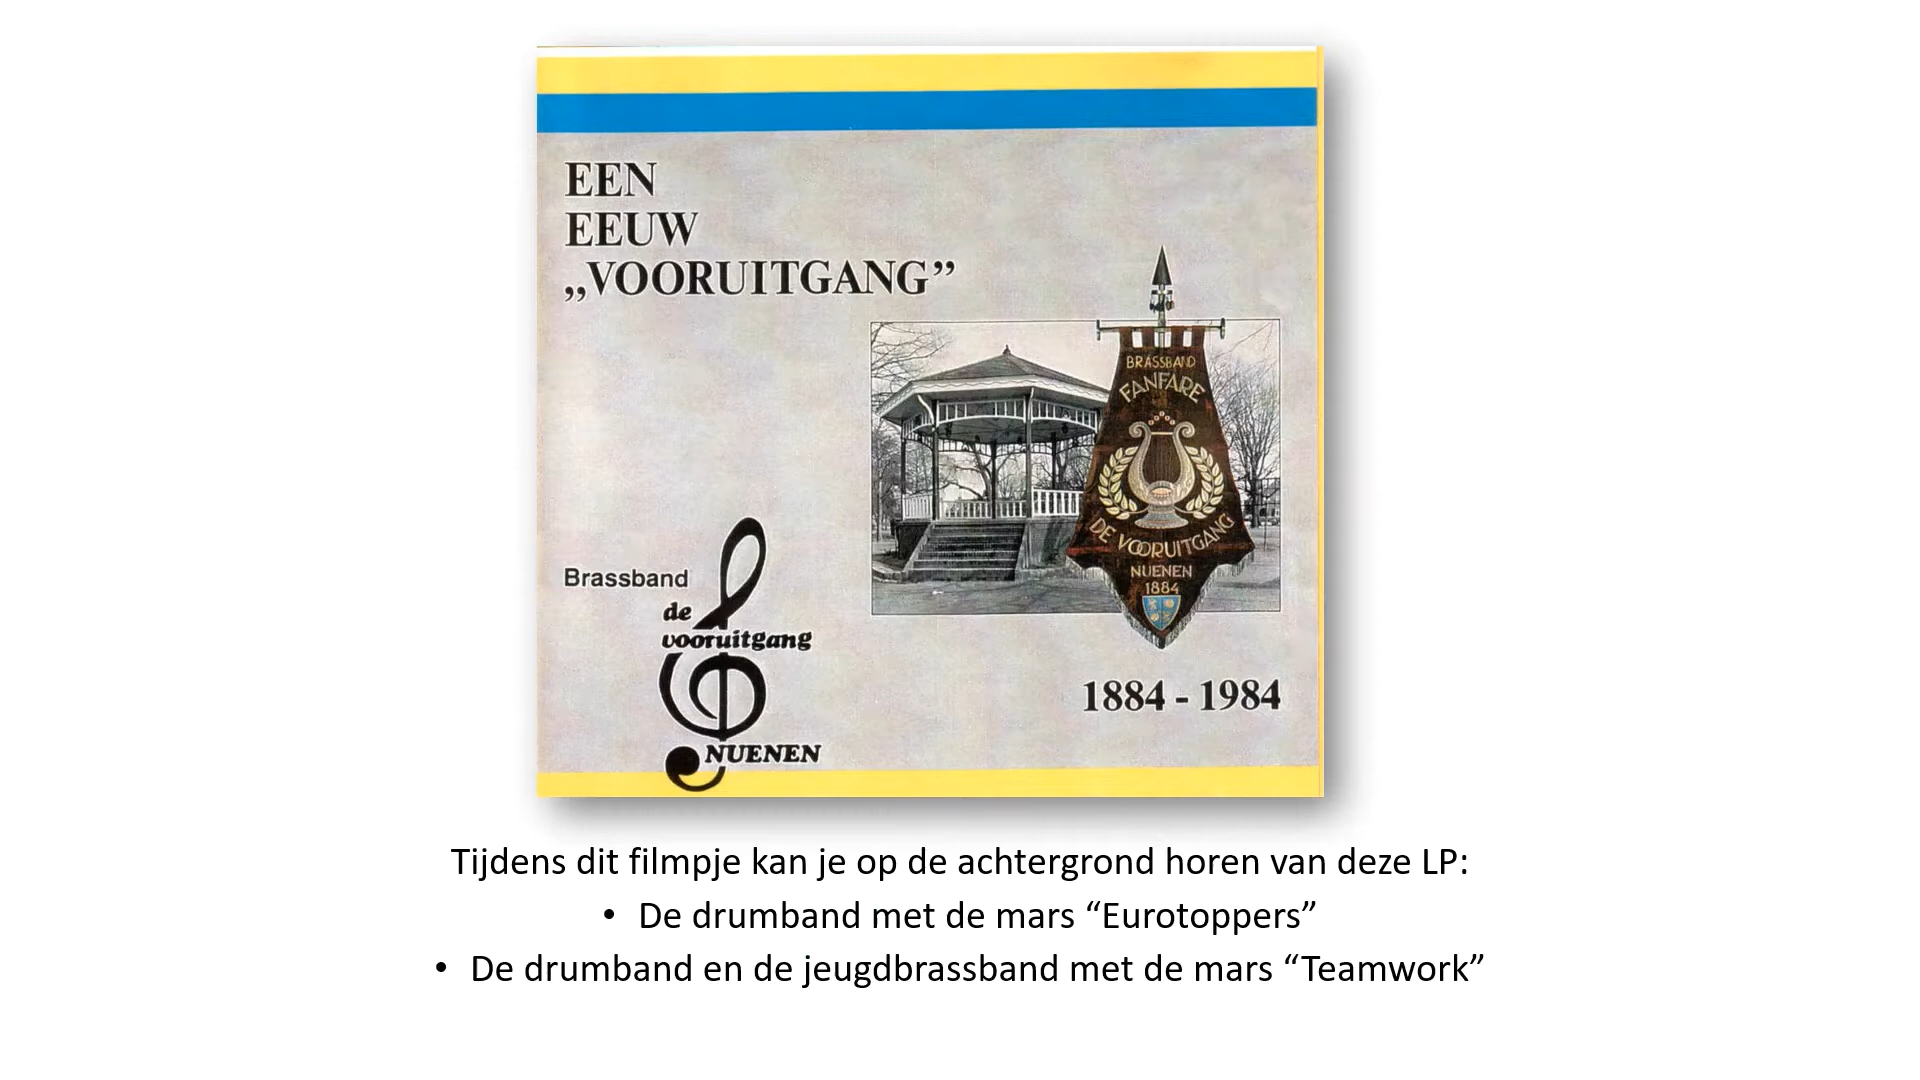 EEN
EEUW
„VOORUITGANG”
BRASSBAND
FANFARE
DE VOORUITGANG
NUENEN
1884
Brassband
de
vooruitgang
NUENEN
1884 - 1984
Tijdens dit filmpje kan je op de achtergrond horen van deze LP:
• De drumband met de mars “Eurotoppers”
• De drumband en de jeugdbrassband met de mars “Teamwork”